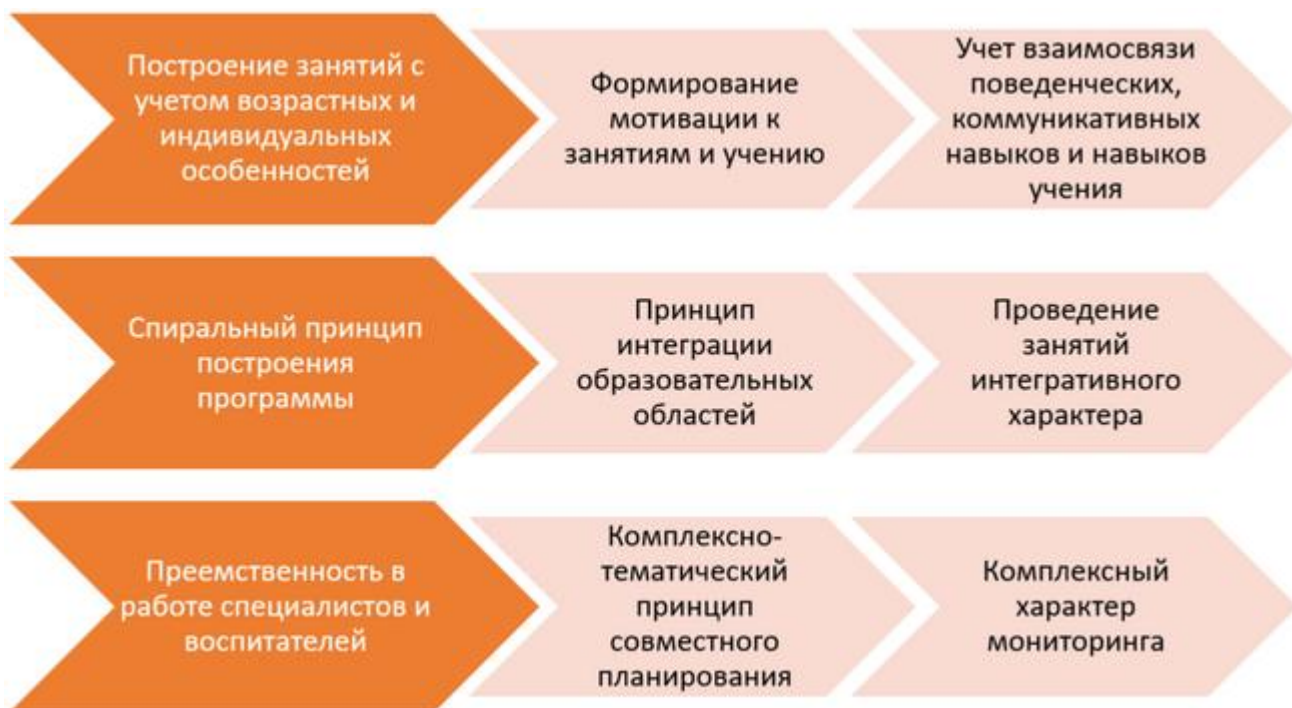 Построение занятий с
учетом возрастных и
индивидуальных
особенностей
Формирование
мотивации к
занятиям и учению
Учет взаимосвязи
поведенческих,
коммуникативных
навыков и навыков
учения
Спиральный принцип
построения
программы
Принцип
интеграции
образовательных
областей
Проведение
занятий
интегративного
характера
Преемственность в
работе специалистов и
воспитателей
Комплексно-
тематический
принцип
совместного
планирования
Комплексный
характер
мониторинга